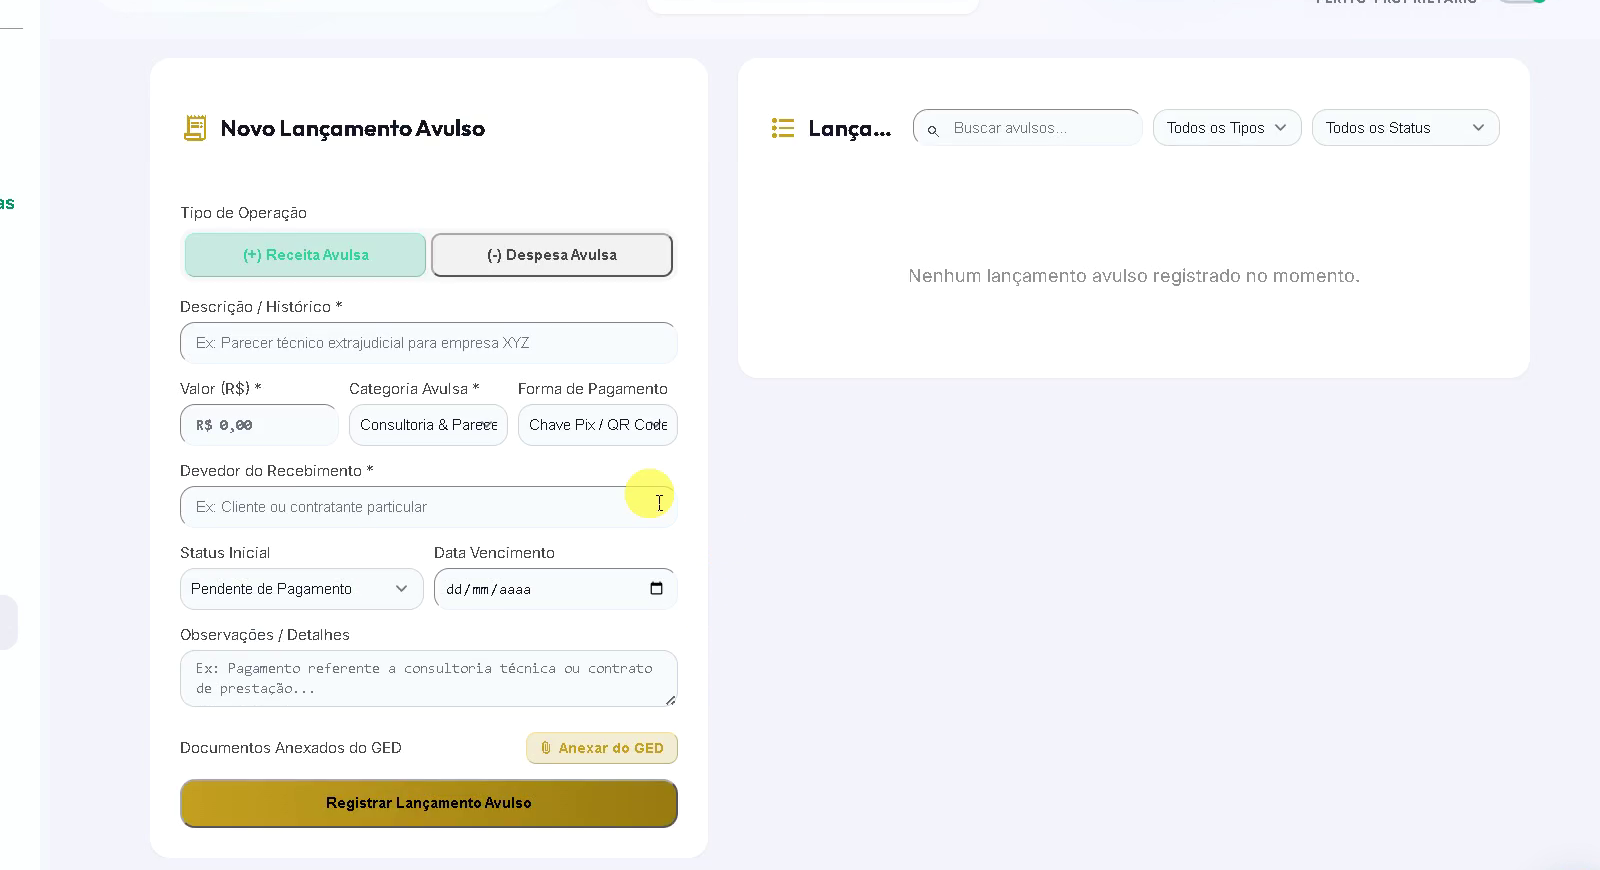 as
Novo Lançamento Avulso
Tipo de Operação
(+) Receita Avulsa
(-) Despesa Avulsa
Descrição / Histórico *
Ex: Parecer técnico extrajudicial para empresa XYZ
Valor (R$) *
Categoria Avulsa *
Forma de Pagamento
R$ 0,00
Consultoria & Parece
Chave Pix / QR Code
Devedor do Recebimento *
Ex: Cliente ou contratante particular
Status Inicial
Data Vencimento
Pendente de Pagamento
dd/mm/aaaa
Observações / Detalhes
Ex: Pagamento referente a consultoria técnica ou contrato
de prestação...
Documentos Anexados do GED
Anexar do GED
Registrar Lançamento Avulso
Lança...
Buscar avulsos...
Todos os Tipos
Todos os Status
Nenhum lançamento avulso registrado no momento.